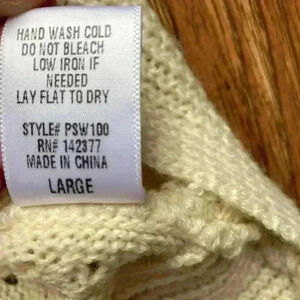 HAND WASH COLD
DO NOT BLEACH
LOW IRON IF
NEEDED
LAY FLAT TO DRY
STYLE# PSW100
RN# 142377
MADE IN CHINA
LARGE